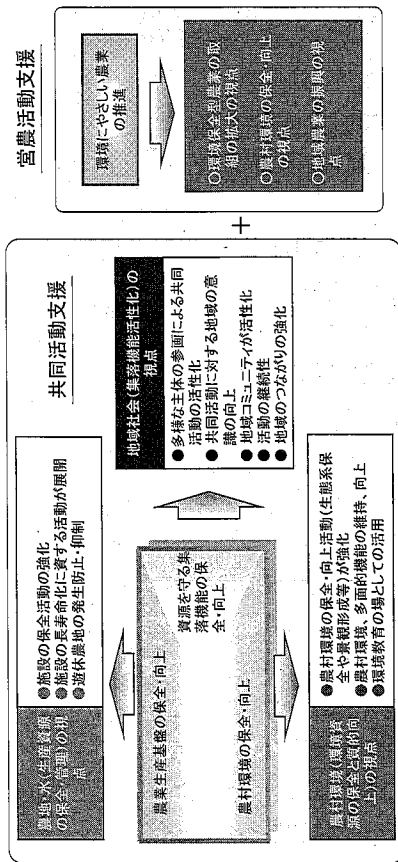 共同活動支援
農地・水(生産資源
の保全・管理)の視
点
●施設の保全活動の強化
●施設の長寿命化に資する活動が展開
●遊休農地の発生防止・抑制
農業生産基盤の保全・向上
資源を守る集
落機能の保
全・向上
農村環境の保全・向上
地域社会(集落機能活性化)の
視点
●多様な主体の参画による共同
活動の活性化
●共同活動に対する地域の意
識の向上
●地域コミュニティが活性化
●活動の継続性
●地域のつながりの強化
農村環境(環境資
源の保全と質的向
上)の視点
●農村環境の保全・向上活動(生態系保
全や景観形成等)が強化
●農村環境、多面的機能の維持、向上
●環境教育の場としての活用
+
営農活動支援
環境にやさしい農業
の推進
○環境保全型農業の取
組の拡大の視点
○農村環境の保全・向上
の視点
○地域農業の振興の視
点